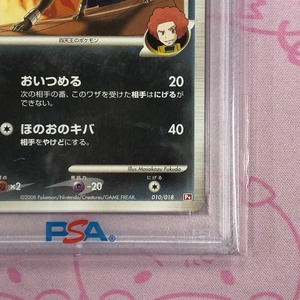 四天王のポケモン
おいつめる 20
次の相手の番、このワザを受けた相手はにげるが
できない。
ほのおのキバ 40
相手をやけどにする。
Illus. Masakazu Fukuda
×2 抵抗力 -20 にげる
©2008 Pokémon/Nintendo/Creatures/GAME FREAK. 010/018
PSA